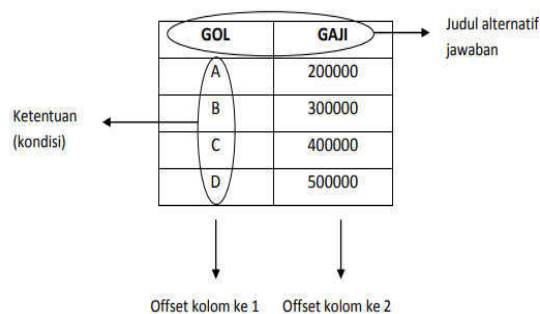 Judul alternatif
jawaban
GOL GAJI
A 200000
B 300000
C 400000
D 500000
Ketentuan
(kondisi)
Offset kolom ke 1 Offset kolom ke 2